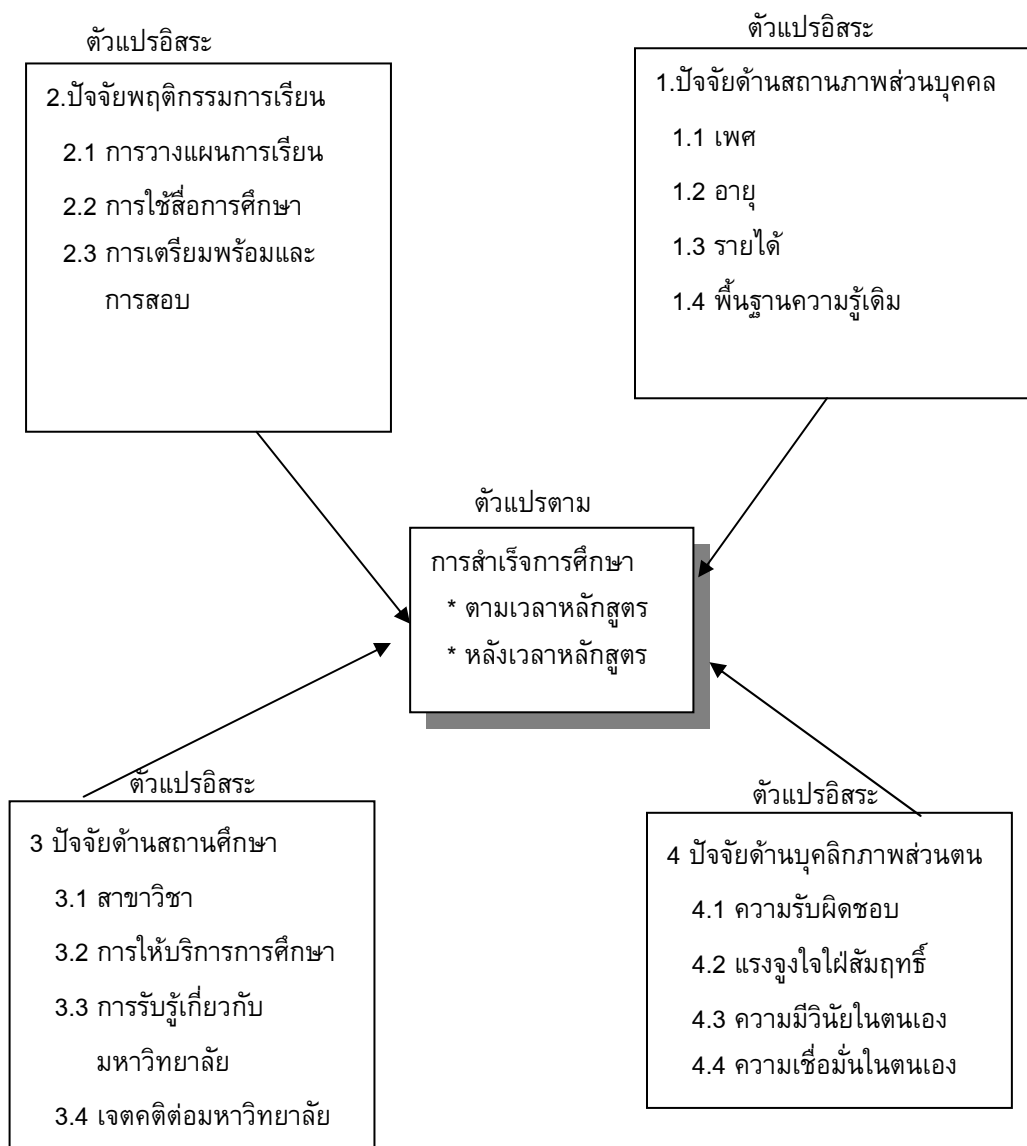 ตัวแปรอิสระ
2.ปัจจัยพฤติกรรมการเรียน
2.1 การวางแผนการเรียน
2.2 การใช้สื่อการศึกษา
2.3 การเตรียมพร้อมและ
การสอบ
ตัวแปรอิสระ
1.ปัจจัยด้านสถานภาพส่วนบุคคล
1.1 เพศ
1.2 อายุ
1.3 รายได้
1.4 พื้นฐานความรู้เดิม
ตัวแปรตาม
การสำเร็จการศึกษา
* ตามเวลาหลักสูตร
* หลังเวลาหลักสูตร
ตัวแปรอิสระ
3 ปัจจัยด้านสถานศึกษา
3.1 สาขาวิชา
3.2 การให้บริการการศึกษา
3.3 การรับรู้เกี่ยวกับ
มหาวิทยาลัย
3.4 เจตคติต่อมหาวิทยาลัย
ตัวแปรอิสระ
4 ปัจจัยด้านบุคลิกภาพส่วนตน
4.1 ความรับผิดชอบ
4.2 แรงจูงใจใฝ่สัมฤทธิ์
4.3 ความมีวินัยในตนเอง
4.4 ความเชื่อมั่นในตนเอง